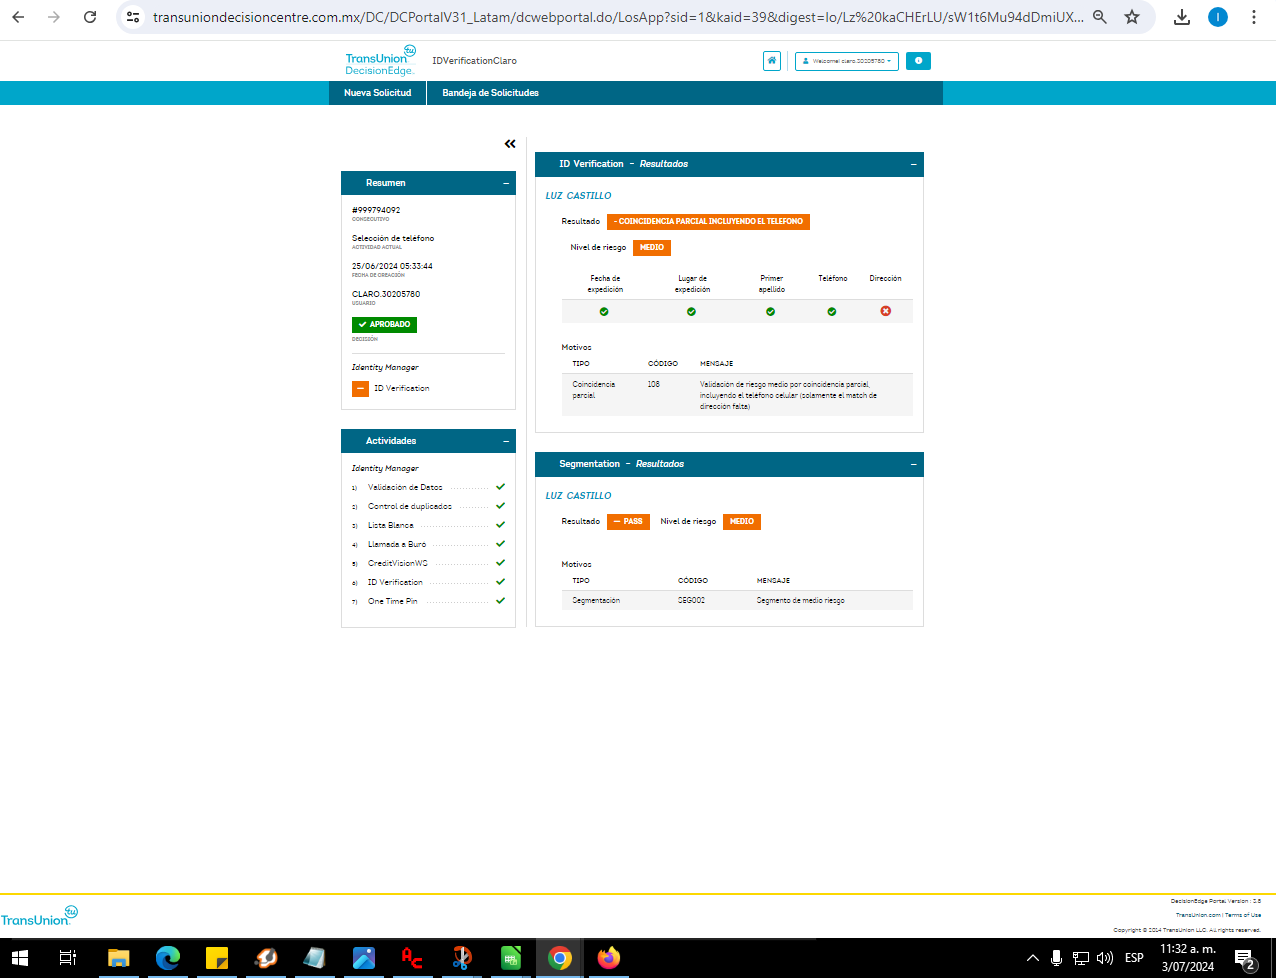 transuniondecisioncentre.com.mx/DC/DCPortalV31_Latam/dcwebportal.do/LosApp?sid=1&kaid=39&digest=Io/Lz%20kaCHErLU/sW1t6Mu94dDmiUX...
I
TransUnion tu
DecisionEdge.
IDVerificationClaro
Welcome! claro.30205780
Nueva Solicitud
Bandeja de Solicitudes
Resumen
#999794092
CONSECUTIVO
Selección de teléfono
ACTIVIDAD ACTUAL
25/06/2024 05:33:44
FECHA DE CREACIÓN
CLARO.30205780
USUARIO
APROBADO
DECISIÓN
Identity Manager
ID Verification
Actividades
Identity Manager
1) Validación de Datos
2) Control de duplicados
3) Lista Blanca
4) Llamada a Buró
5) CreditVisionWS
6) ID Verification
7) One Time Pin
ID Verification - Resultados
LUZ CASTILLO
Resultado - COINCIDENCIA PARCIAL INCLUYENDO EL TELEFONO
Nivel de riesgo MEDIO
Fecha de expedición Lugar de expedición Primer apellido Teléfono Dirección
Motivos
TIPO CÓDIGO MENSAJE
Coincidencia parcial 108 Validación de riesgo medio por coincidencia parcial,
incluyendo el teléfono celular (solamente el match de
dirección falta)
Segmentation - Resultados
LUZ CASTILLO
Resultado — PASS Nivel de riesgo MEDIO
Motivos
TIPO CÓDIGO MENSAJE
Segmentación SEG002 Segmento de medio riesgo
DecisionEdge Portal Version : 3.8
TransUnion.com | Terms of Use
Copyright © 2014 TransUnion LLC. All rights reserved.
TransUnion tu
ESP
11:32 a. m.
3/07/2024
2